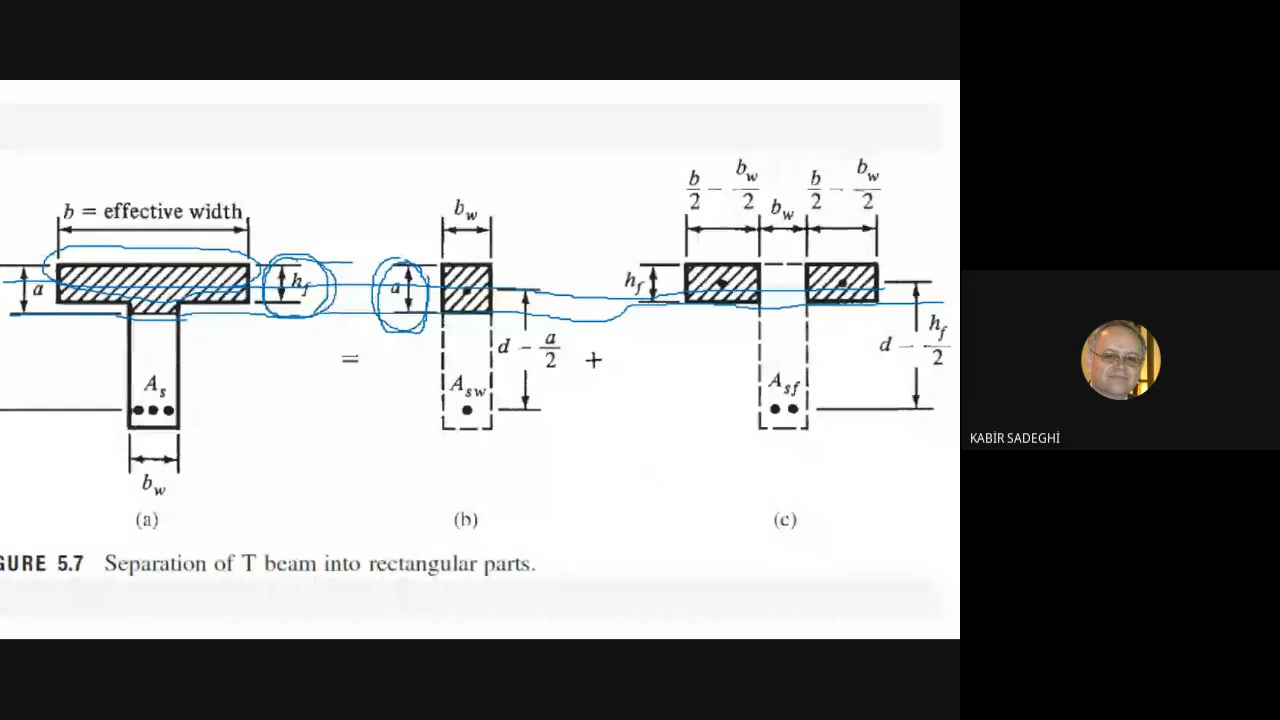 b = effective width
a
h_f
A_s
b_w
(a)
=
b_w
a
d - a/2
A_sw
(b)
+
b/2 - b_w/2
b_w
b/2 - b_w/2
h_f
d - h_f/2
A_sf
(c)
GURE 5.7 Separation of T beam into rectangular parts.
KABİR SADEGHİ